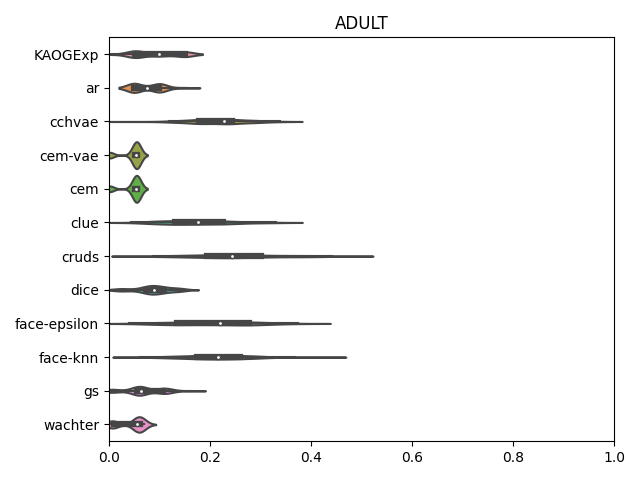 ADULT
KAOGExp
ar
cchvae
cem-vae
cem
clue
cruds
dice
face-epsilon
face-knn
gs
wachter
0.0 0.2 0.4 0.6 0.8 1.0